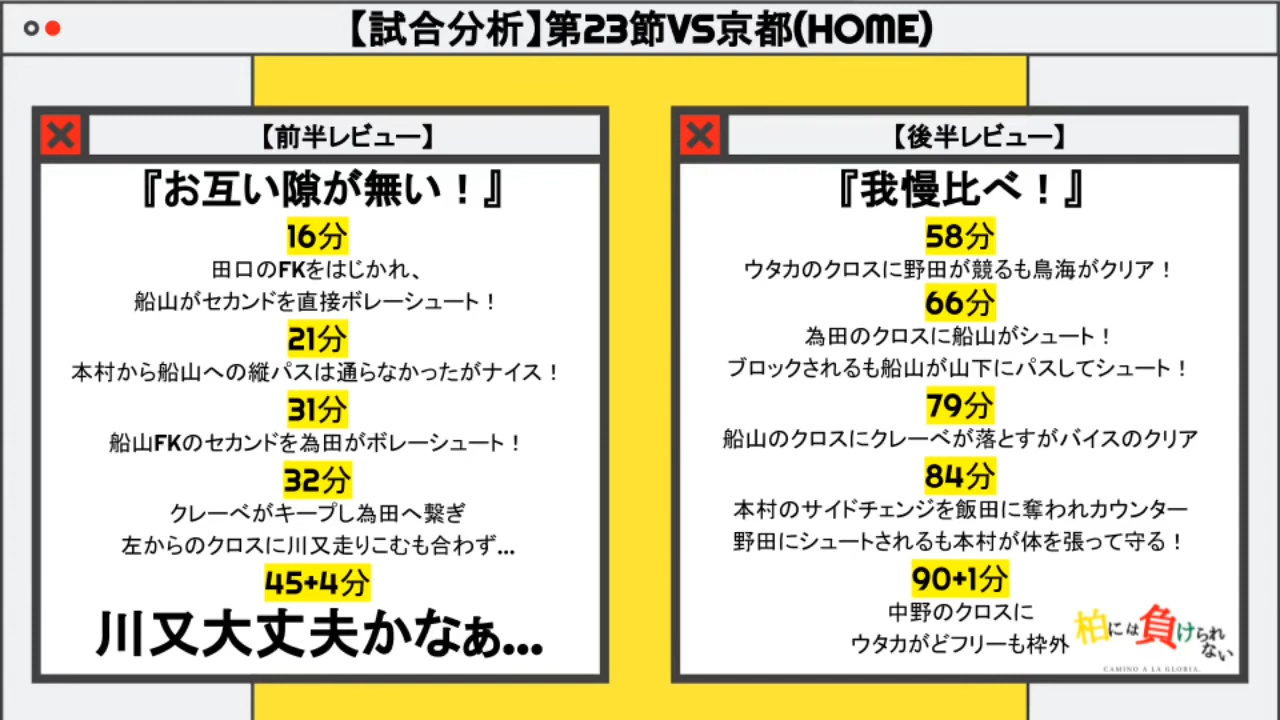 【試合分析】第23節VS京都(HOME)
【前半レビュー】
『お互い隙が無い！』
16分
田口のFKをはじかれ、
船山がセカンドを直接ボレーシュート！
21分
本村から船山への縦パスは通らなかったがナイス！
31分
船山FKのセカンドを為田がボレーシュート！
32分
クレーベがキープし為田へ繋ぎ
左からのクロスに川又走りこむも合わず...
45+4分
川又大丈夫かなぁ...
【後半レビュー】
『我慢比べ！』
58分
ウタカのクロスに野田が競るも鳥海がクリア！
66分
為田のクロスに船山がシュート！
ブロックされるも船山が山下にパスしてシュート！
79分
船山のクロスにクレーベが落とすがバイスのクリア
84分
本村のサイドチェンジを飯田に奪われカウンター
野田にシュートされるも本村が体を張って守る！
90+1分
中野のクロスに
ウタカがどフリーも枠外
柏には負けられない
CAMINO A LA GLORIA.